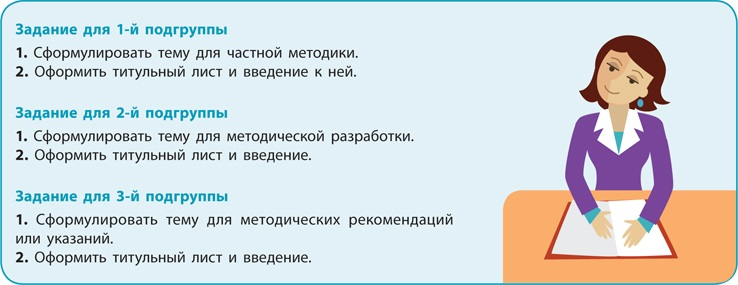 Задание для 1-й подгруппы
1. Сформулировать тему для частной методики.
2. Оформить титульный лист и введение к ней.
Задание для 2-й подгруппы
1. Сформулировать тему для методической разработки.
2. Оформить титульный лист и введение.
Задание для 3-й подгруппы
1. Сформулировать тему для методических рекомендаций
или указаний.
2. Оформить титульный лист и введение.